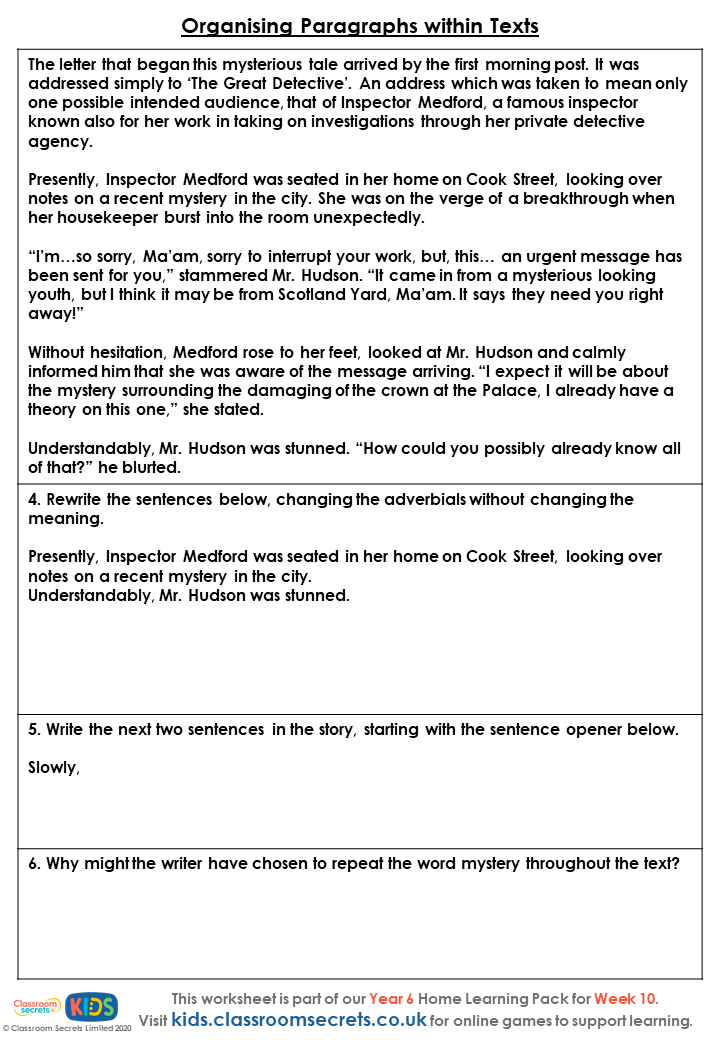 Organising Paragraphs within Texts
The letter that began this mysterious tale arrived by the first morning post. It was
addressed simply to ‘The Great Detective’. An address which was taken to mean only
one possible intended audience, that of Inspector Medford, a famous inspector
known also for her work in taking on investigations through her private detective
agency.
Presently, Inspector Medford was seated in her home on Cook Street, looking over
notes on a recent mystery in the city. She was on the verge of a breakthrough when
her housekeeper burst into the room unexpectedly.
“I’m…so sorry, Ma’am, sorry to interrupt your work, but, this… an urgent message has
been sent for you,” stammered Mr. Hudson. “It came in from a mysterious looking
youth, but I think it may be from Scotland Yard, Ma’am. It says they need you right
away!”
Without hesitation, Medford rose to her feet, looked at Mr. Hudson and calmly
informed him that she was aware of the message arriving. “I expect it will be about
the mystery surrounding the damaging of the crown at the Palace, I already have a
theory on this one,” she stated.
Understandably, Mr. Hudson was stunned. “How could you possibly already know all
of that?” he blurted.
4. Rewrite the sentences below, changing the adverbials without changing the
meaning.
Presently, Inspector Medford was seated in her home on Cook Street, looking over
notes on a recent mystery in the city.
Understandably, Mr. Hudson was stunned.
5. Write the next two sentences in the story, starting with the sentence opener below.
Slowly,
6. Why might the writer have chosen to repeat the word mystery throughout the text?
Classroom
secrets
KIDS
© Classroom Secrets Limited 2020
This worksheet is part of our Year 6 Home Learning Pack for Week 10.
Visit kids.classroomsecrets.co.uk for online games to support learning.